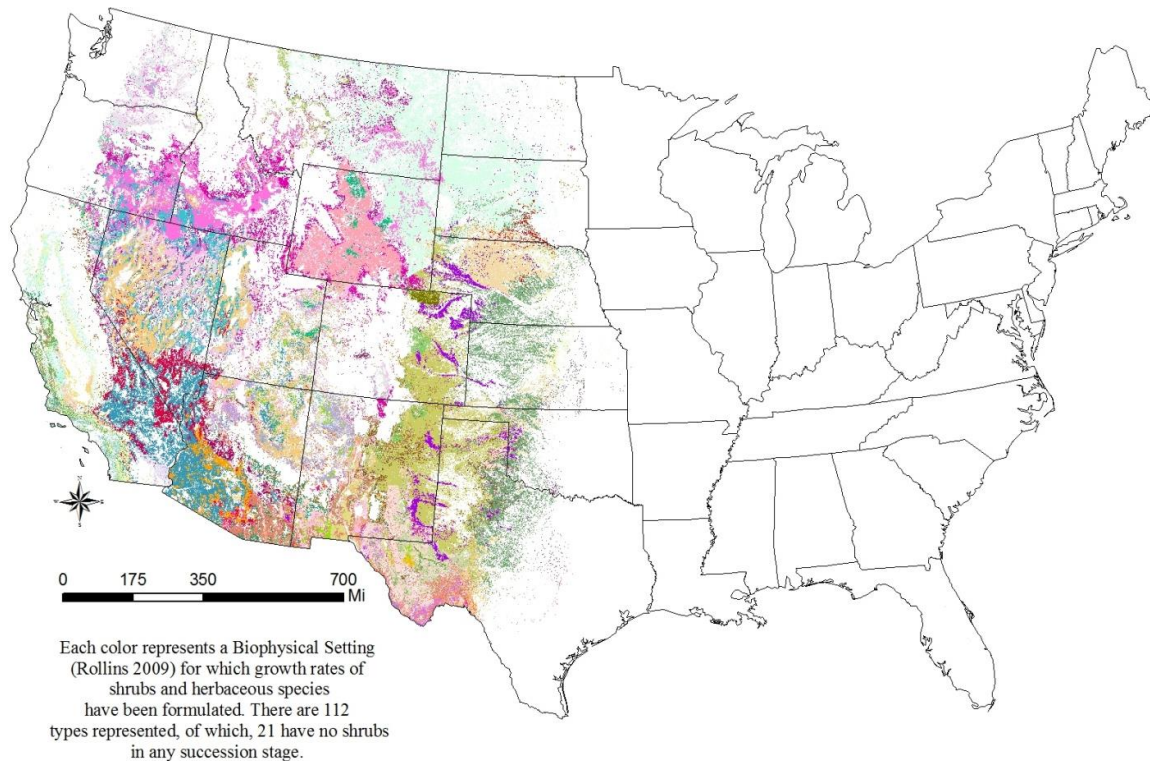 0 175 350 700
Mi
Each color represents a Biophysical Setting
(Rollins 2009) for which growth rates of
shrubs and herbaceous species
have been formulated. There are 112
types represented, of which, 21 have no shrubs
in any succession stage.